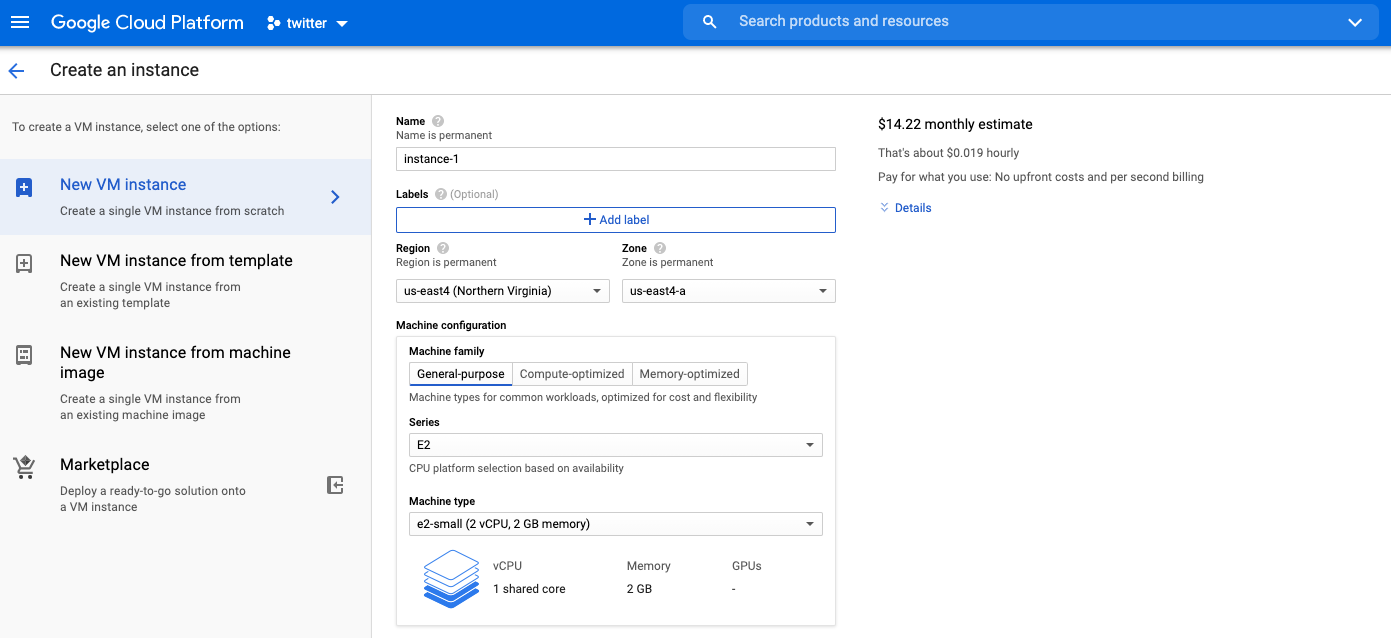 Google Cloud Platform
twitter
Search products and resources
Create an instance
To create a VM instance, select one of the options:
New VM instance
Create a single VM instance from scratch
New VM instance from template
Create a single VM instance from
an existing template
New VM instance from machine
image
Create a single VM instance from
an existing machine image
Marketplace
Deploy a ready-to-go solution onto
a VM instance
Name ?
Name is permanent
instance-1
Labels ? (Optional)
+ Add label
Region ?
Region is permanent
us-east4 (Northern Virginia)
Zone ?
Zone is permanent
us-east4-a
Machine configuration
Machine family
General-purpose
Compute-optimized
Memory-optimized
Machine types for common workloads, optimized for cost and flexibility
Series
E2
CPU platform selection based on availability
Machine type
e2-small (2 vCPU, 2 GB memory)
vCPU
1 shared core
Memory
2 GB
GPUs
-
$14.22 monthly estimate
That's about $0.019 hourly
Pay for what you use: No upfront costs and per second billing
Details